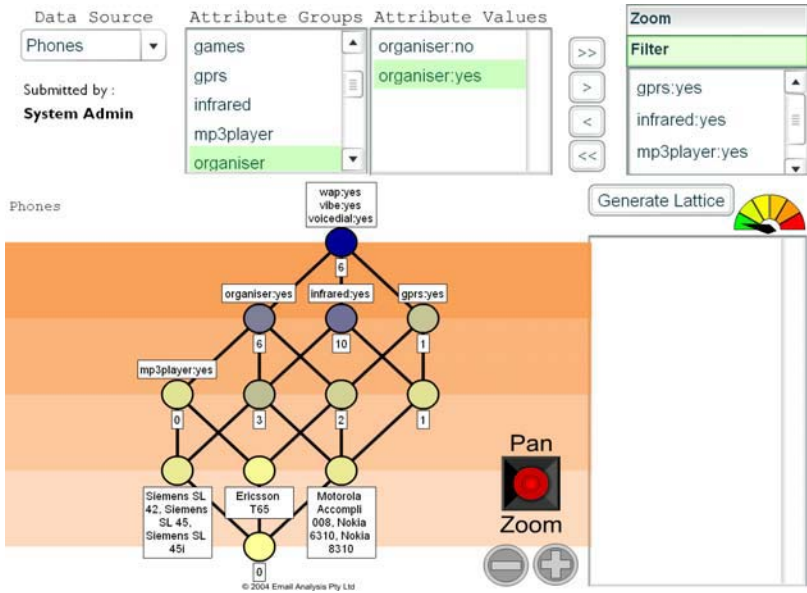 Data Source
Attribute Groups
Attribute Values
Phones
Submitted by :
System Admin
games
gprs
infrared
mp3player
organiser
organiser:no
organiser:yes
>>
>
<
<<
Zoom
Filter
gprs:yes
infrared:yes
mp3player:yes
Phones
Generate Lattice
wap:yes
vibe:yes
voicedial:yes
6
organiser:yes
infrared:yes
gprs:yes
6
10
1
mp3player:yes
0
3
2
1
Siemens SL
42, Siemens
SL 45,
Siemens SL
45i
Ericsson
T65
Motorola
Accompli
008, Nokia
6310, Nokia
8310
0
Pan
Zoom
© 2004 Email Analysis Pty Ltd